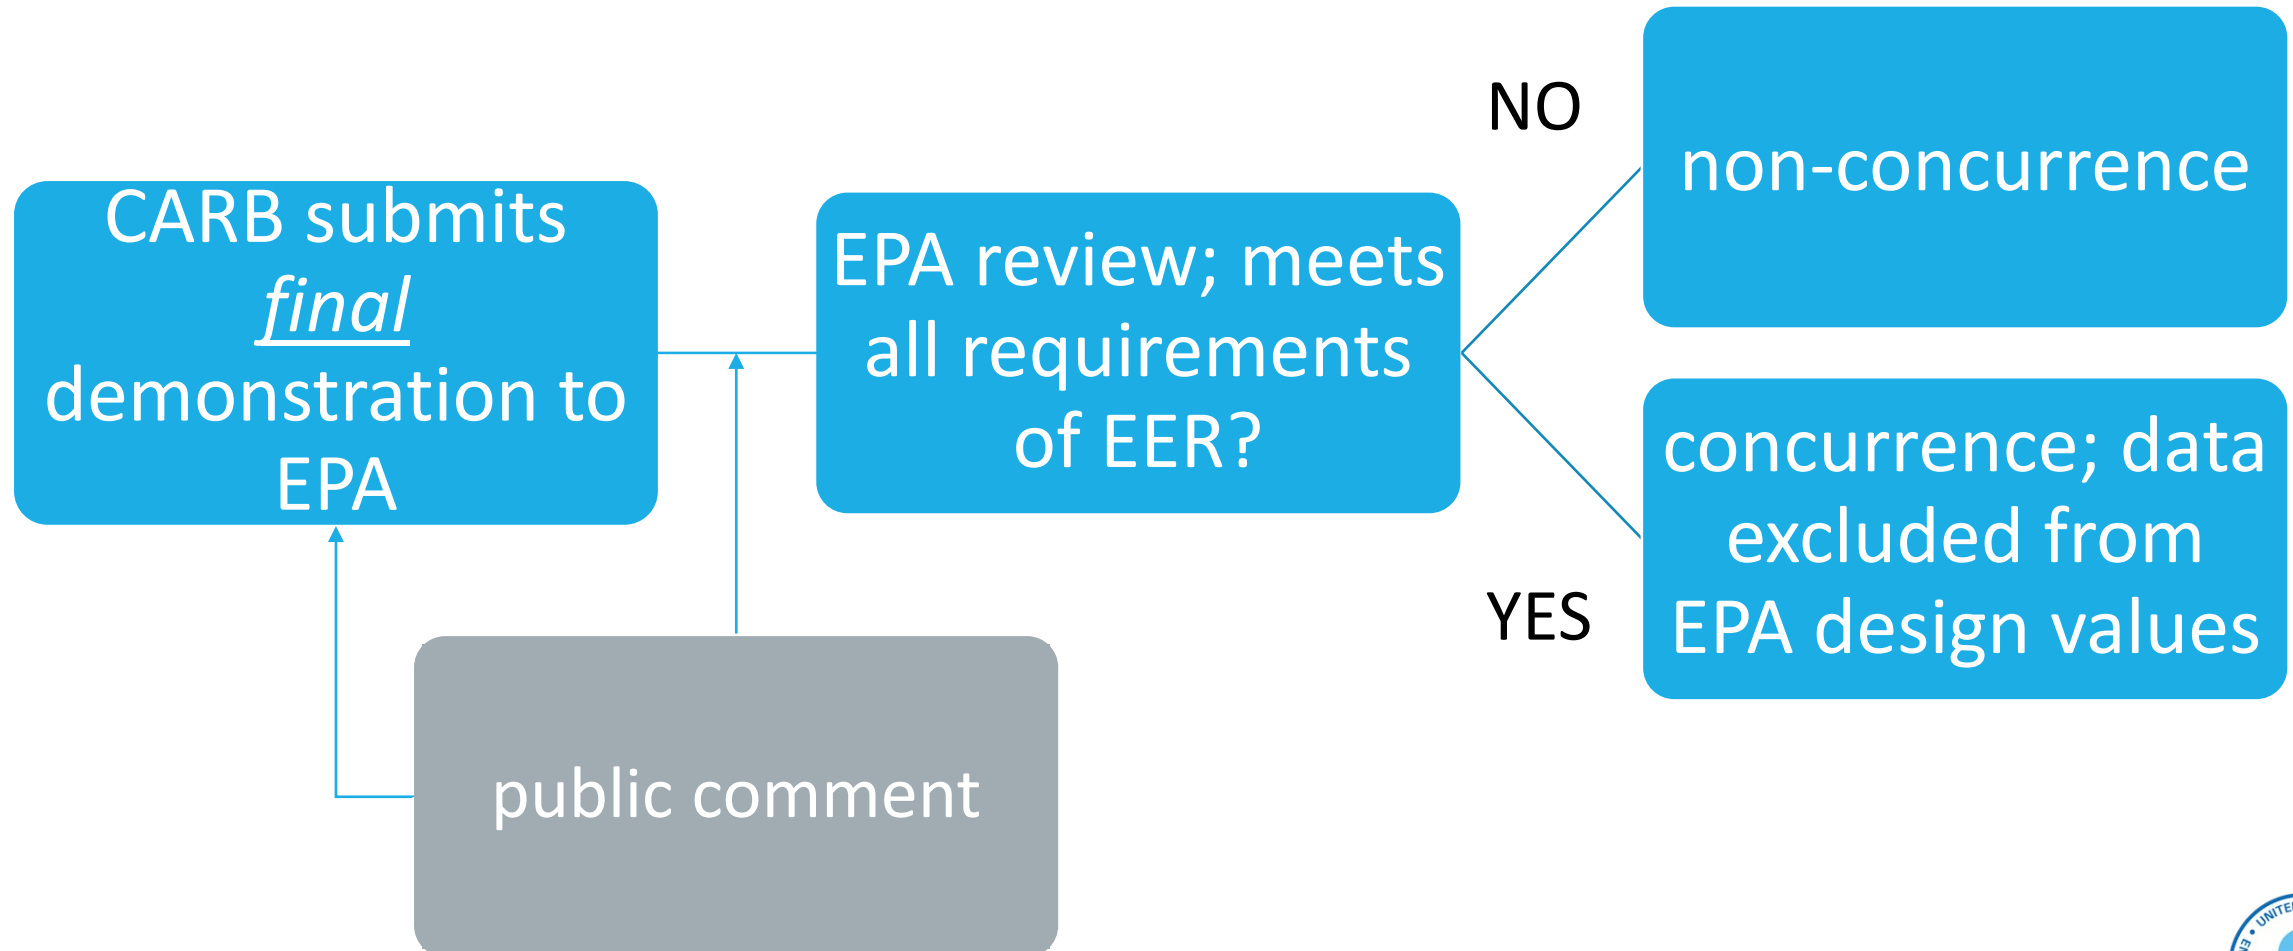 CARB submits
final
demonstration to
EPA
EPA review; meets
all requirements
of EER?
NO
non-concurrence
YES
concurrence; data
excluded from
EPA design values
public comment